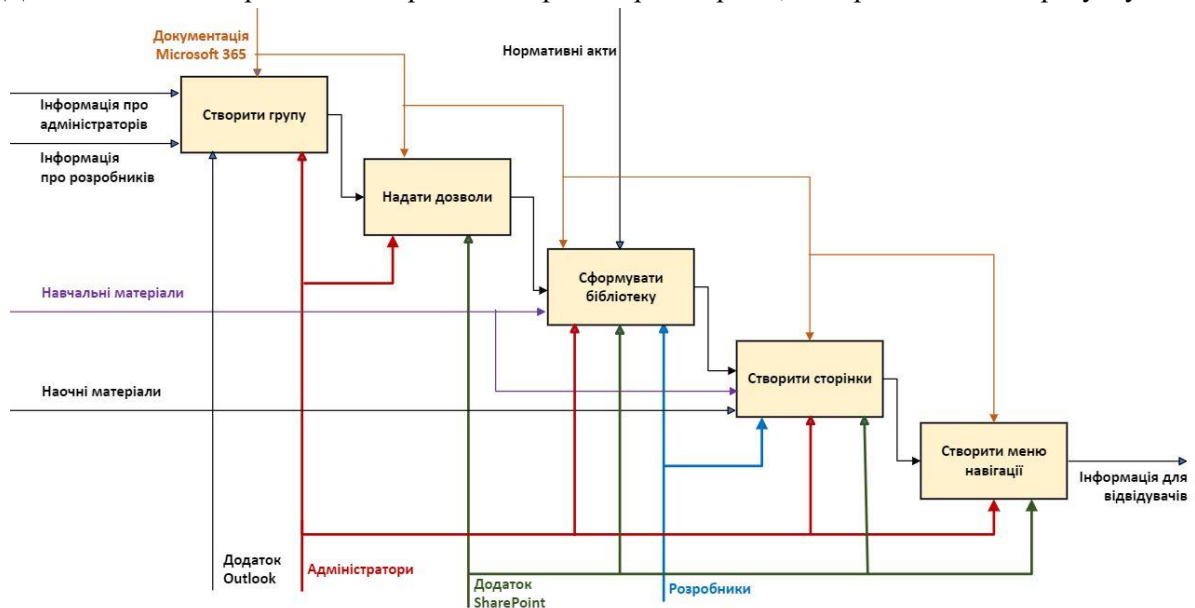 Документація
Microsoft 365
Нормативні акти
Інформація про
адміністраторів
Створити групу
Інформація
про розробників
Надати дозволи
Навчальні матеріали
Сформувати
бібліотеку
Наочні матеріали
Створити сторінки
Створити меню
навігації
Інформація для
відвідувачів
Додаток
Outlook
Адміністратори
Додаток
SharePoint
Розробники